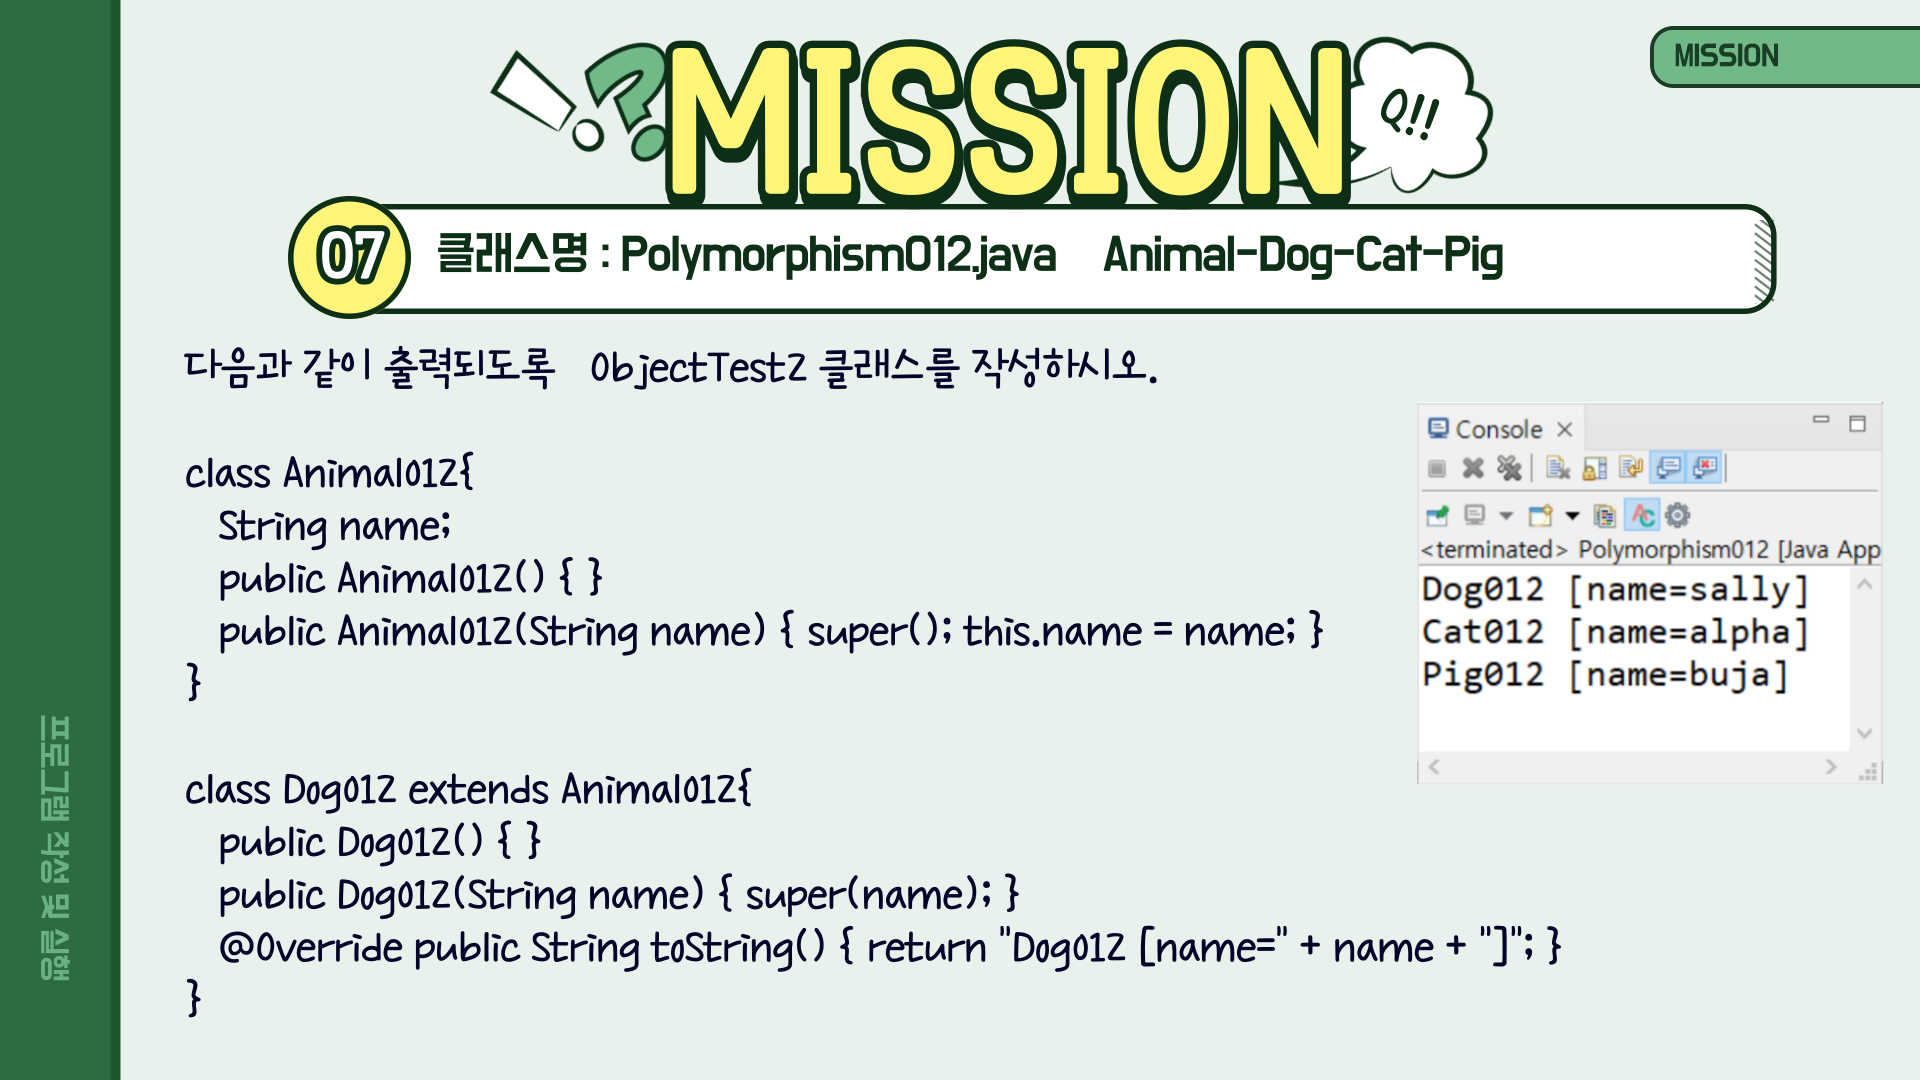 MISSION
!?
MISSION
Q!!
07
클래스명 : Polymorphism012.java Animal-Dog-Cat-Pig
다음과 같이 출력되도록 ObjectTest2 클래스를 작성하시오.
class Animal012{
String name;
public Animal012() { }
public Animal012(String name) { super(); this.name = name; }
}
class Dog012 extends Animal012{
public Dog012() { }
public Dog012(String name) { super(name); }
@Override public String toString() { return "Dog012 [name=" + name + "]"; }
}
Console
<terminated> Polymorphism012 [Java App
Dog012 [name=sally]
Cat012 [name=alpha]
Pig012 [name=buja]
프로그램 작성 및 실행